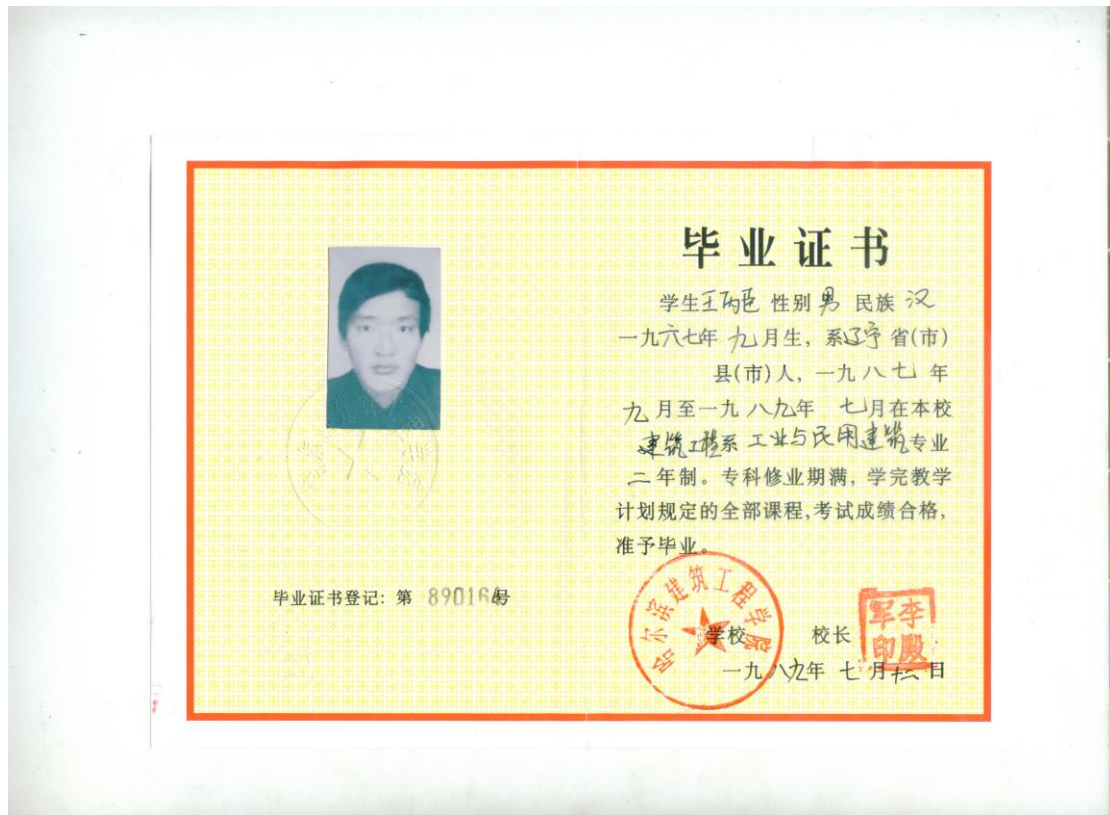 毕业证书
学生王丙臣 性别 男 民族 汉
一九六七年 九月生，系辽宁省(市)
县(市)人，一九八七年
九月至一九八九年 七月在本校
建筑工程系 工业与民用建筑专业
二年制。专科修业期满，学完教学
计划规定的全部课程,考试成绩合格,
准予毕业。
哈尔滨建筑工程学院
学校 校长
李殿军印
一九八九年 七月十二日
毕业证书登记：第 890164号